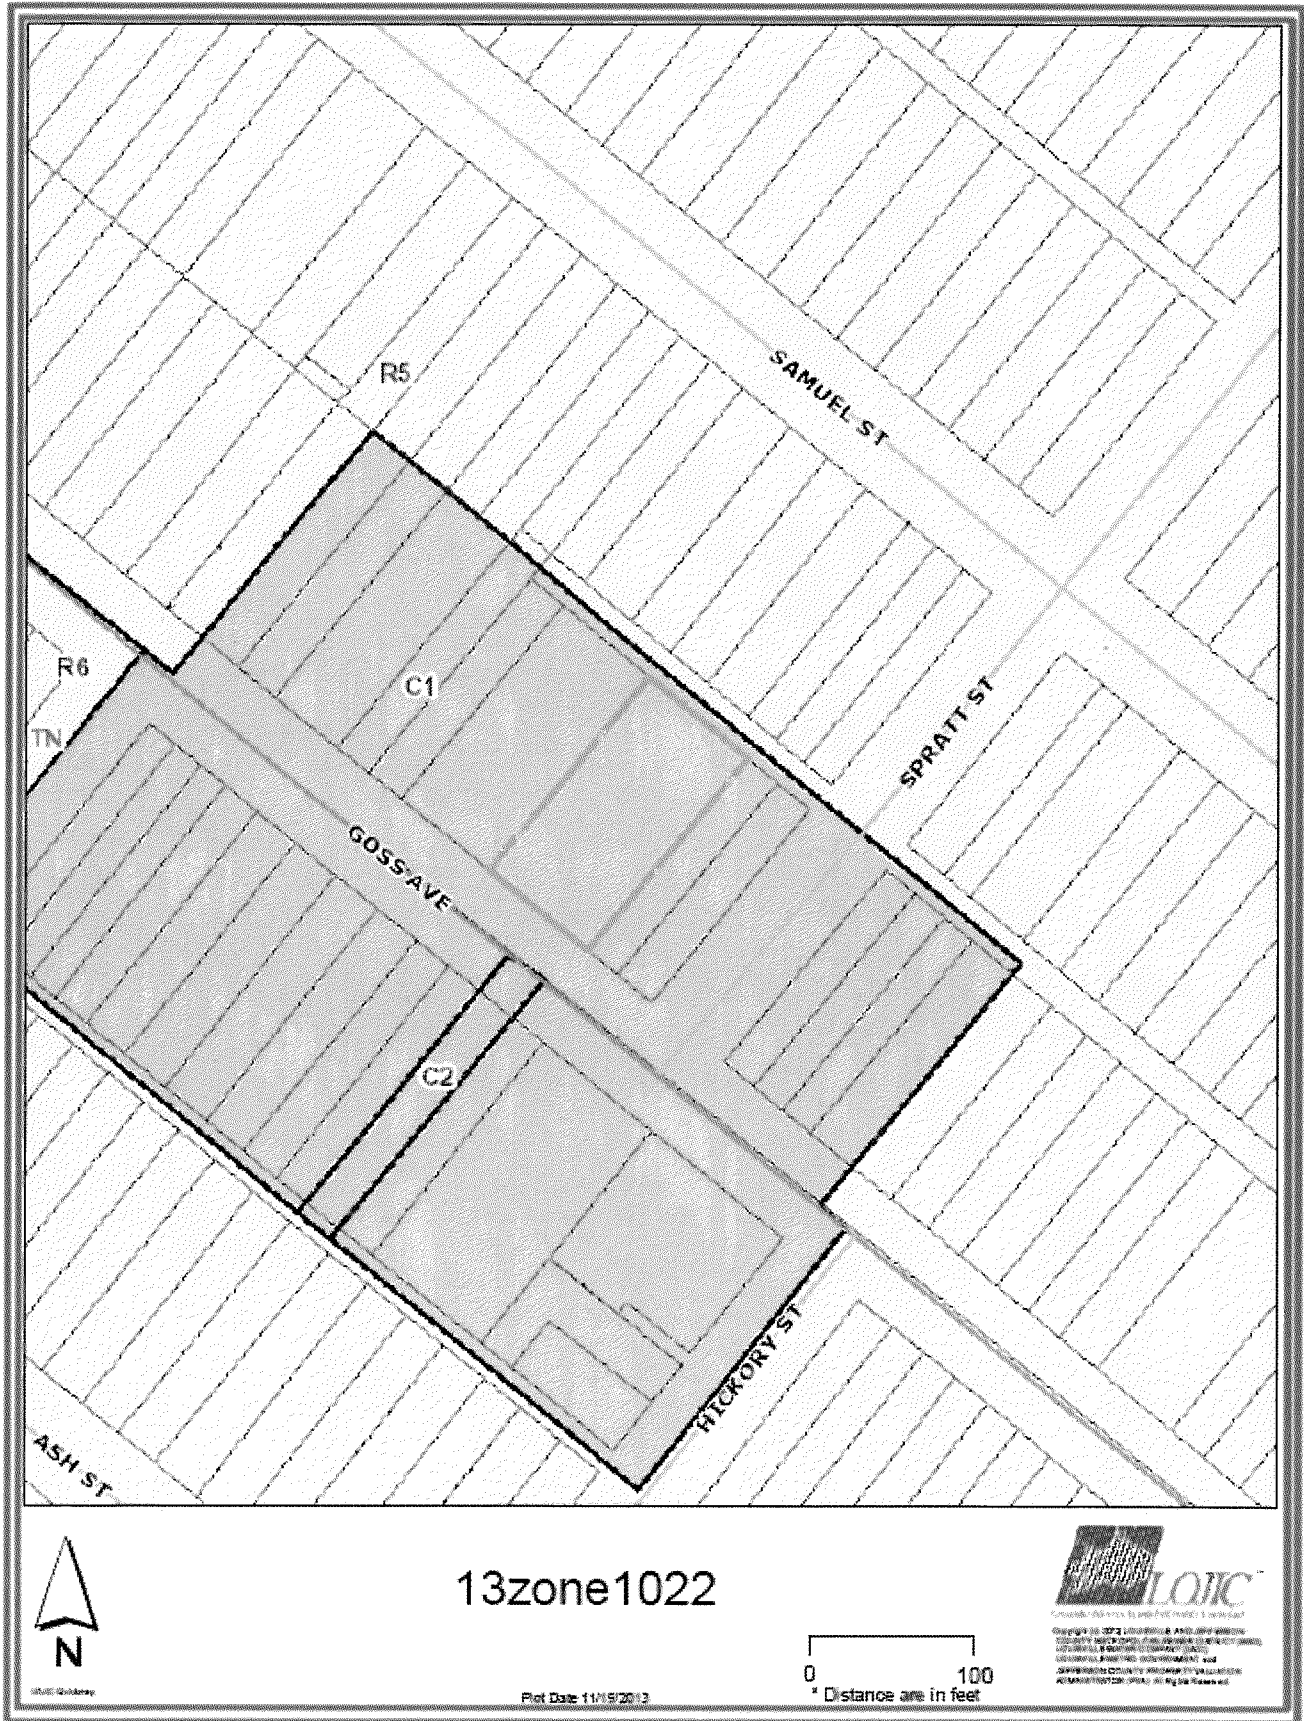 SAMUEL ST
R5
R6
C1
TN
SPRATT ST
GOSS AVE
C2
HICKORY ST
ASH ST
N
13zone1022
0 100
* Distance are in feet
Plot Date 11/15/2013
LOJIC